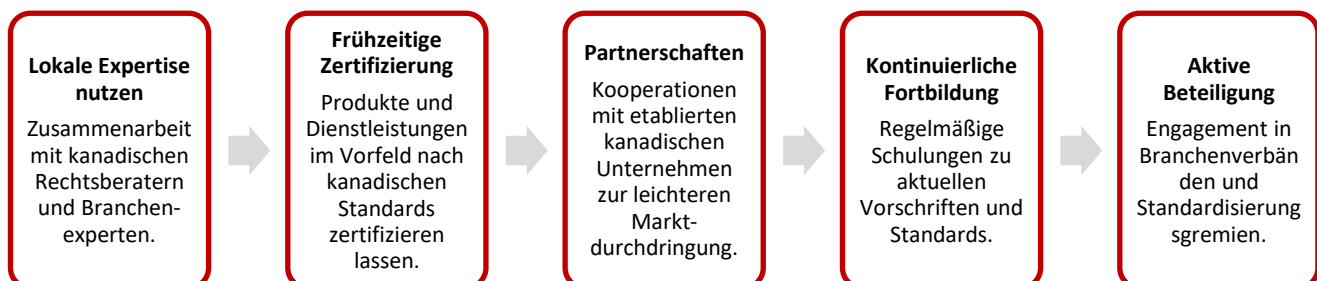 Lokale Expertise
nutzen
Zusammenarbeit
mit kanadischen
Rechtsberatern
und Branchen-
experten.
Frühzeitige
Zertifizierung
Produkte und
Dienstleistungen
im Vorfeld nach
kanadischen
Standards
zertifizieren
lassen.
Partnerschaften
Kooperationen
mit etablierten
kanadischen
Unternehmen
zur leichteren
Markt-
durchdringung.
Kontinuierliche
Fortbildung
Regelmäßige
Schulungen zu
aktuellen
Vorschriften und
Standards.
Aktive
Beteiligung
Engagement in
Branchenverbän
den und
Standardisierung
sgremien.